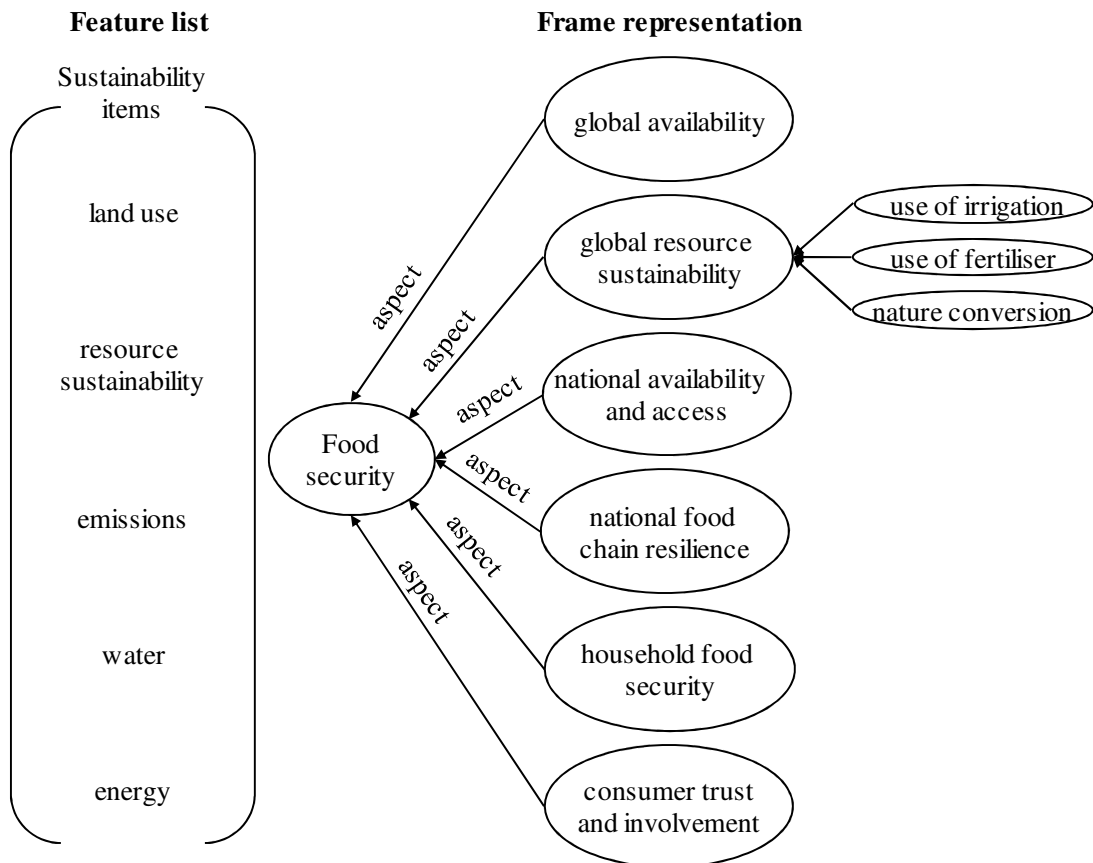 Feature list
Sustainability
items
land use
resource
sustainability
emissions
water
energy
Frame representation
Food
security
aspect
aspect
aspect
aspect
aspect
aspect
global availability
global resource
sustainability
national availability
and access
national food
chain resilience
household food
security
consumer trust
and involvement
use of irrigation
use of fertiliser
nature conversion